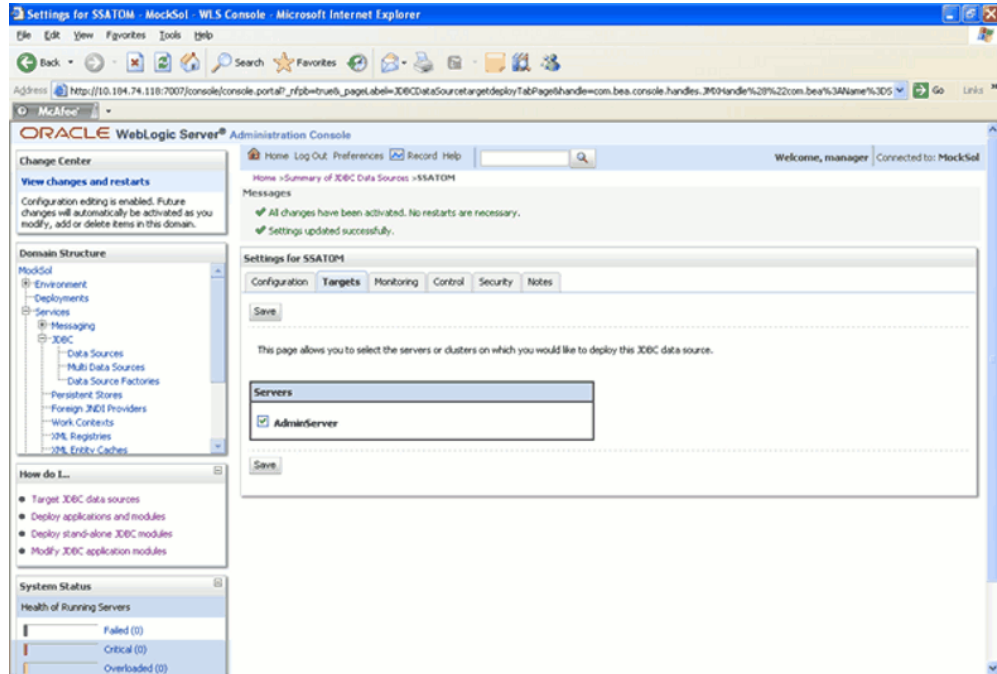 Settings for SSATOM - MockSol - WLS Console - Microsoft Internet Explorer
File Edit View Favorites Tools Help
Back Search Favorites
Address http://10.184.74.118:7007/console/console.portal?_nfpb=true&_pageLabel=JDBCDataSourcetargetdeployTabPage&handle=com.bea.console.handles.JMXHandle%28%22com.bea%3AName%3DS Go Links »
McAfee
ORACLE WebLogic Server® Administration Console
Change Center
View changes and restarts
Configuration editing is enabled. Future
changes will automatically be activated as you
modify, add or delete items in this domain.
Domain Structure
MockSol
Environment
Deployments
Services
Messaging
JDBC
Data Sources
Multi Data Sources
Data Source Factories
Persistent Stores
Foreign JNDI Providers
Work Contexts
XML Registries
XML Entity Caches
How do I...
Target JDBC data sources
Deploy applications and modules
Deploy stand-alone JDBC modules
Modify JDBC application modules
System Status
Health of Running Servers
Failed (0)
Critical (0)
Overloaded (0)
Home Log Out Preferences Record Help
Welcome, manager Connected to: MockSol
Home >Summary of JDBC Data Sources >SSATOM
Messages
All changes have been activated. No restarts are necessary.
Settings updated successfully.
Settings for SSATOM
Configuration Targets Monitoring Control Security Notes
Save
This page allows you to select the servers or clusters on which you would like to deploy this JDBC data source.
Servers
AdminServer
Save